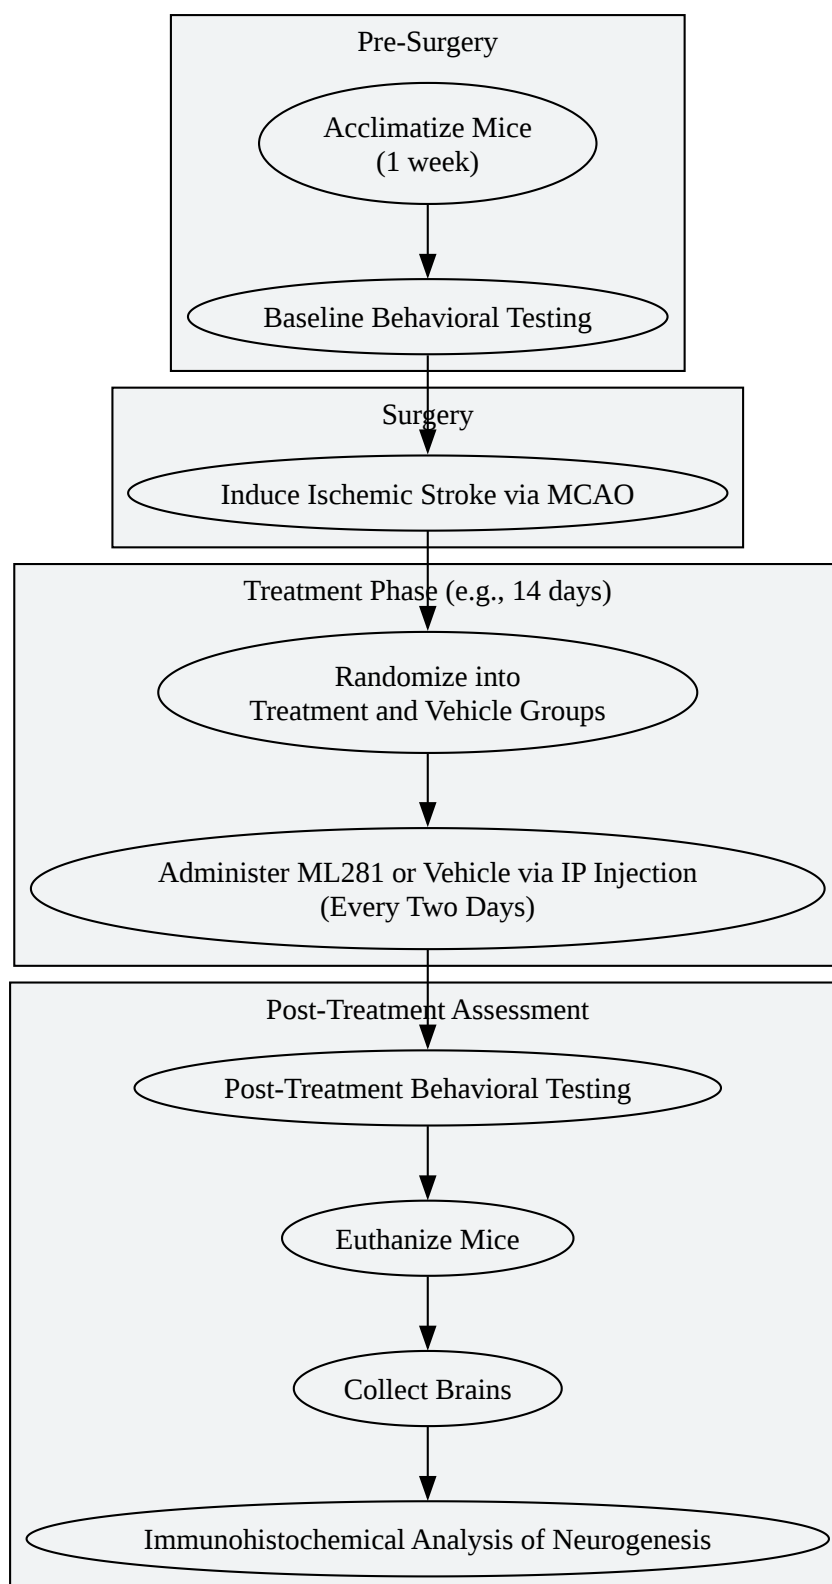 Pre-Surgery
Acclimatize Mice
(1 week)
Baseline Behavioral Testing
Surgery
Induce Ischemic Stroke via MCAO
Treatment Phase (e.g., 14 days)
Randomize into
Treatment and Vehicle Groups
Administer ML281 or Vehicle via IP Injection
(Every Two Days)
Post-Treatment Assessment
Post-Treatment Behavioral Testing
Euthanize Mice
Collect Brains
Immunohistochemical Analysis of Neurogenesis